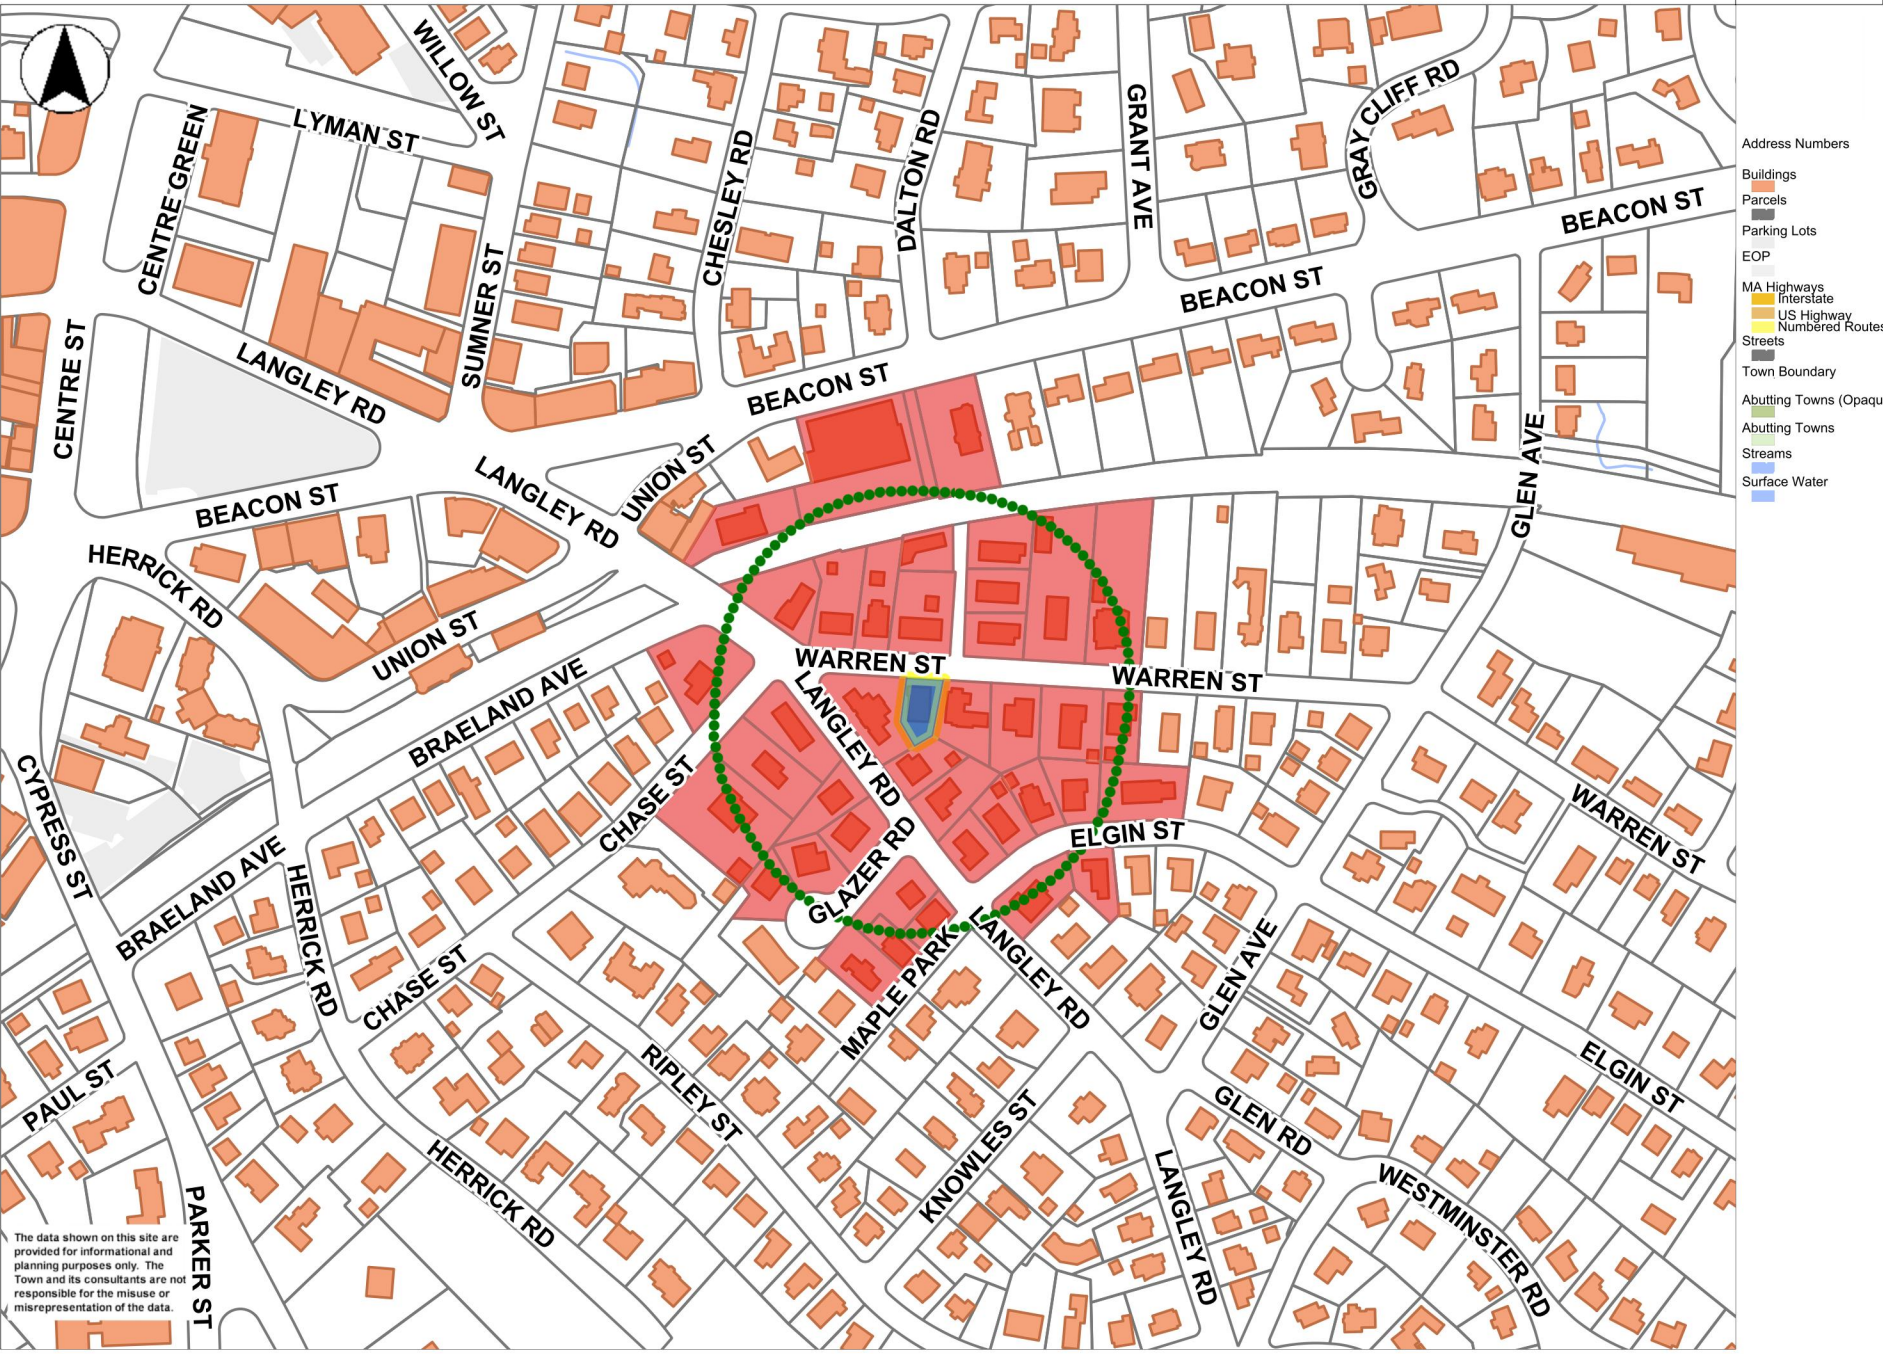 WILLOW ST
LYMAN ST
CENTRE GREEN
CHESLEY RD
DALTON RD
GRANT AVE
GRAY CLIFF RD
BEACON ST
BEACON ST
SUMNER ST
CENTRE ST
LANGLEY RD
BEACON ST
UNION ST
LANGLEY RD
BEACON ST
GLEN AVE
HERRICK RD
UNION ST
BRAELAND AVE
WARREN ST
WARREN ST
LANGLEY RD
CHASE ST
CYPRESS ST
WARREN ST
ELGIN ST
GLAZER RD
BRAELAND AVE
HERRICK RD
CHASE ST
MAPLE PARK
LANGLEY RD
GLEN AVE
RIPLEY ST
ELGIN ST
PAUL ST
GLEN RD
KNOWLES ST
HERRICK RD
LANGLEY RD
WESTMINSTER RD
PARKER ST
The data shown on this site are
provided for informational and
planning purposes only. The
Town and its consultants are not
responsible for the misuse or
misrepresentation of the data.
Address Numbers
Buildings
Parcels
Parking Lots
EOP
MA Highways
Interstate
US Highway
Numbered Routes
Streets
Town Boundary
Abutting Towns (Opaqu
Abutting Towns
Streams
Surface Water